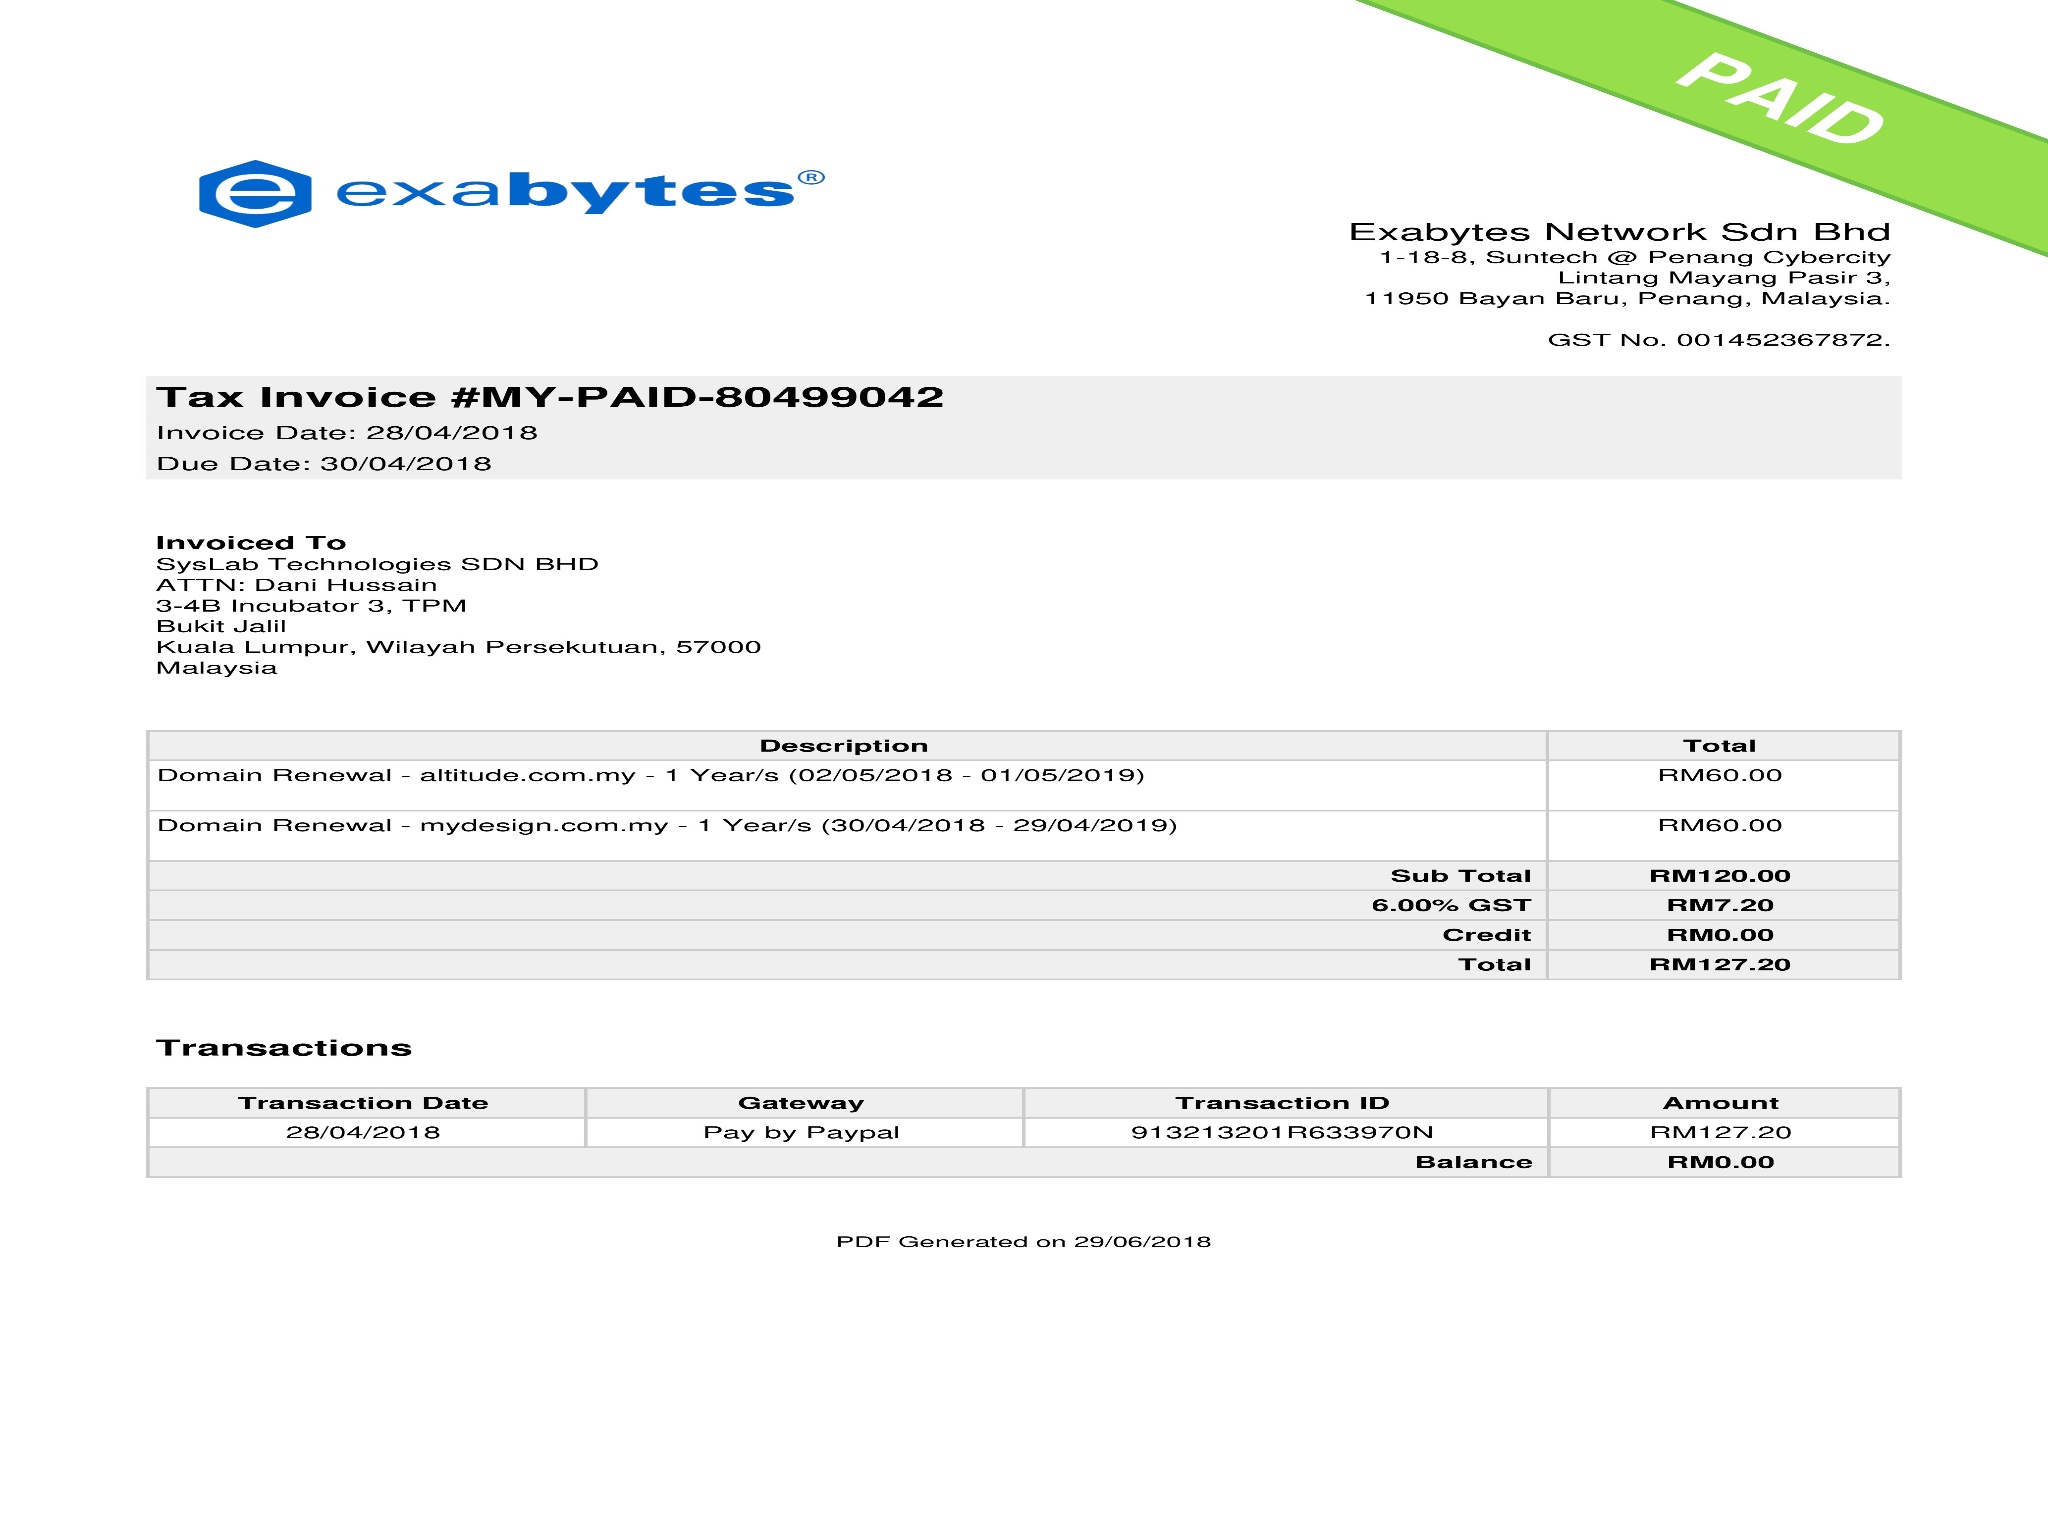 PAID
exabytes®
Exabytes Network Sdn Bhd
1-18-8, Suntech @ Penang Cybercity
Lintang Mayang Pasir 3,
11950 Bayan Baru, Penang, Malaysia.
GST No. 001452367872.
Tax Invoice #MY-PAID-80499042
Invoice Date: 28/04/2018
Due Date: 30/04/2018
Invoiced To
SysLab Technologies SDN BHD
ATTN: Dani Hussain
3-4B Incubator 3, TPM
Bukit Jalil
Kuala Lumpur, Wilayah Persekutuan, 57000
Malaysia
Description Total
Domain Renewal - altitude.com.my - 1 Year/s (02/05/2018 - 01/05/2019) RM60.00
Domain Renewal - mydesign.com.my - 1 Year/s (30/04/2018 - 29/04/2019) RM60.00
Sub Total RM120.00
6.00% GST RM7.20
Credit RM0.00
Total RM127.20
Transactions
Transaction Date Gateway Transaction ID Amount
28/04/2018 Pay by Paypal 913213201R633970N RM127.20
Balance RM0.00
PDF Generated on 29/06/2018